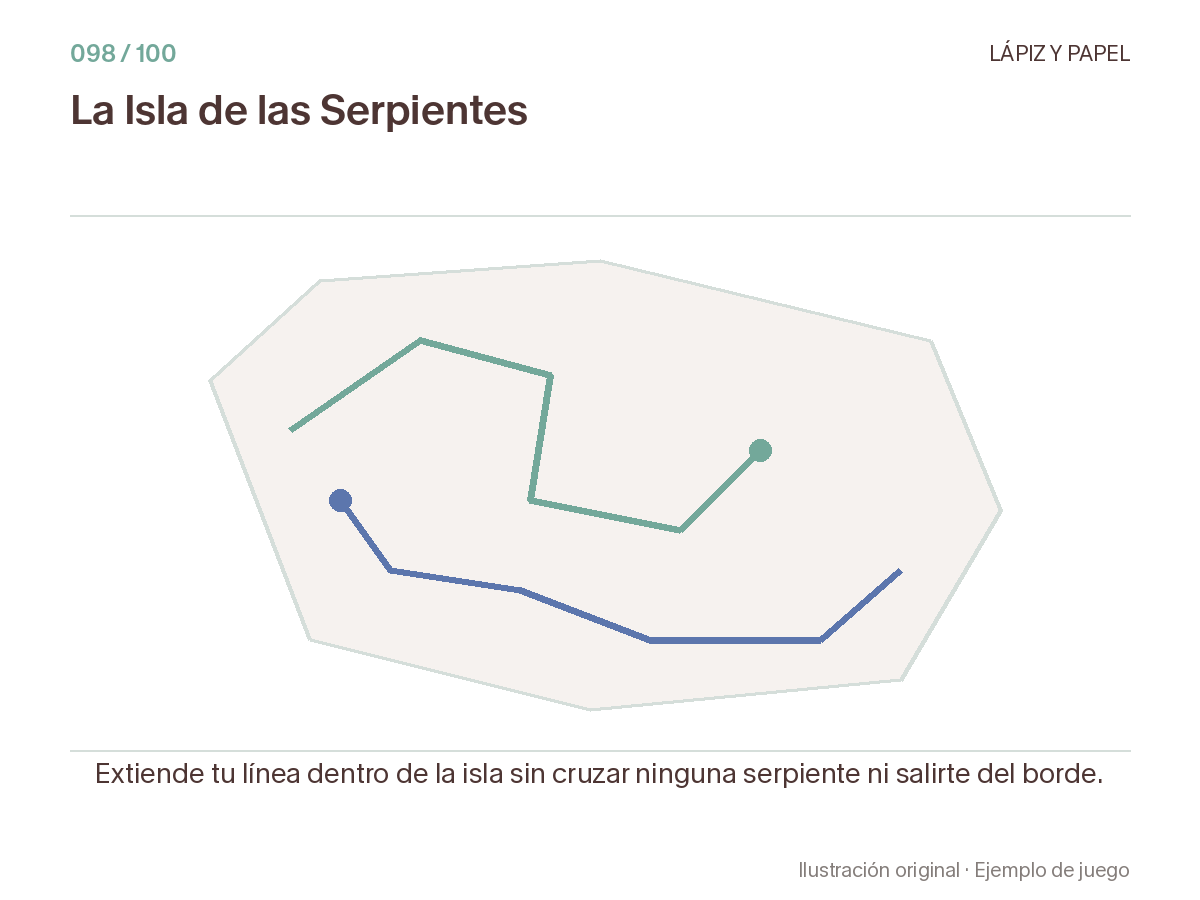 098 / 100
LÁPIZ Y PAPEL
La Isla de las Serpientes
Extiende tu línea dentro de la isla sin cruzar ninguna serpiente ni salirte del borde.
Ilustración original · Ejemplo de juego